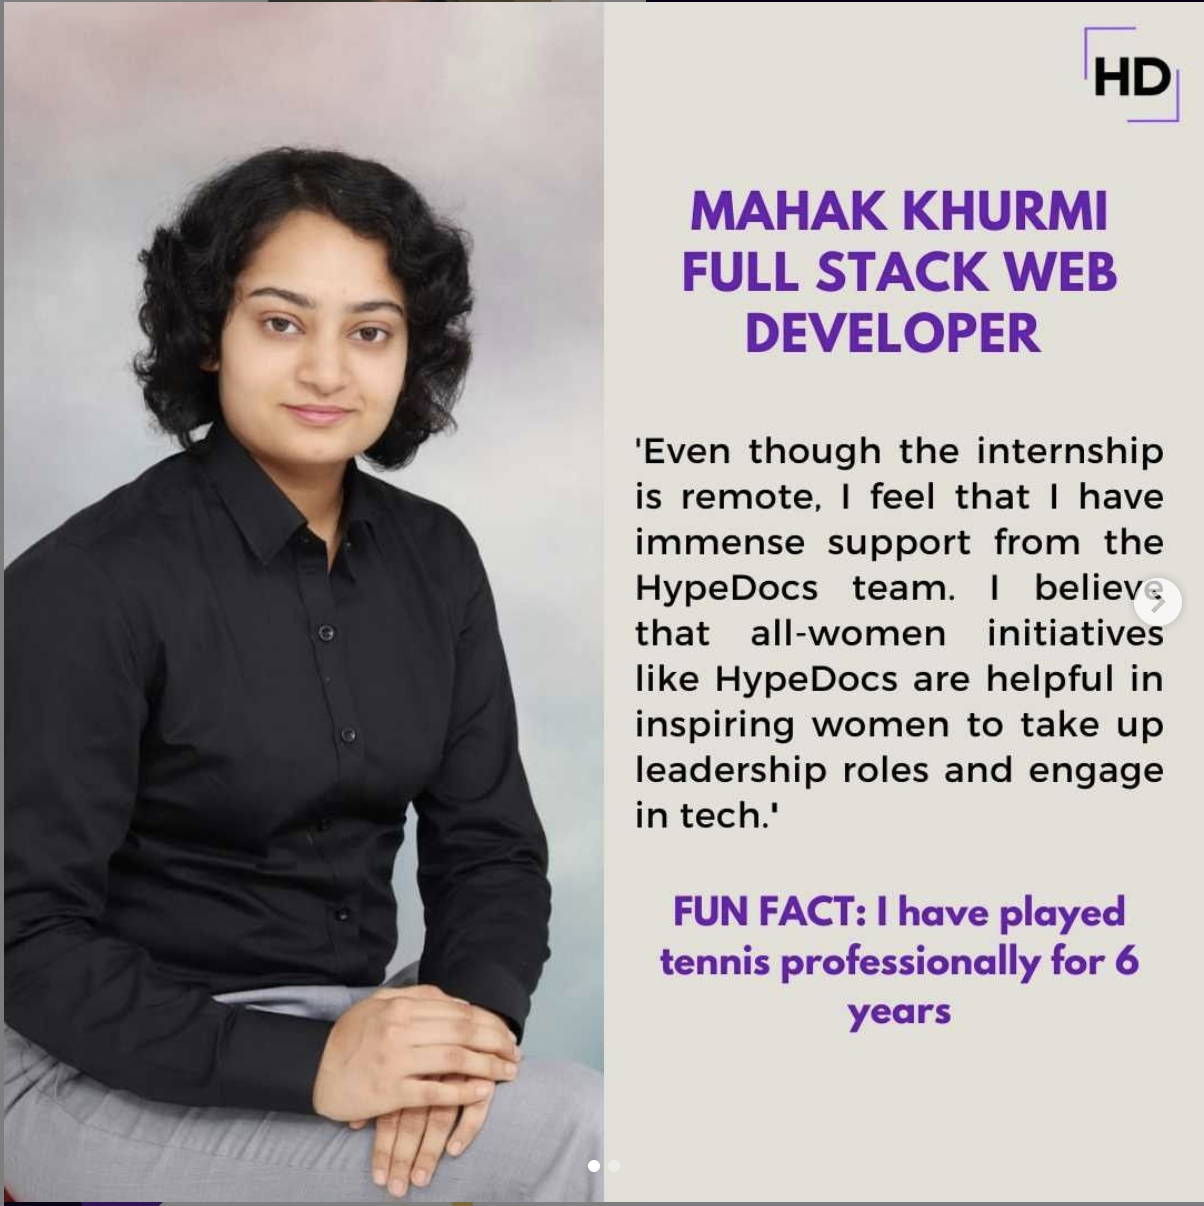 HD
MAHAK KHURMI
FULL STACK WEB
DEVELOPER
'Even though the internship
is remote, I feel that I have
immense support from the
HypeDocs team. I believe
that all-women initiatives
like HypeDocs are helpful in
inspiring women to take up
leadership roles and engage
in tech.'
FUN FACT: I have played
tennis professionally for 6
years